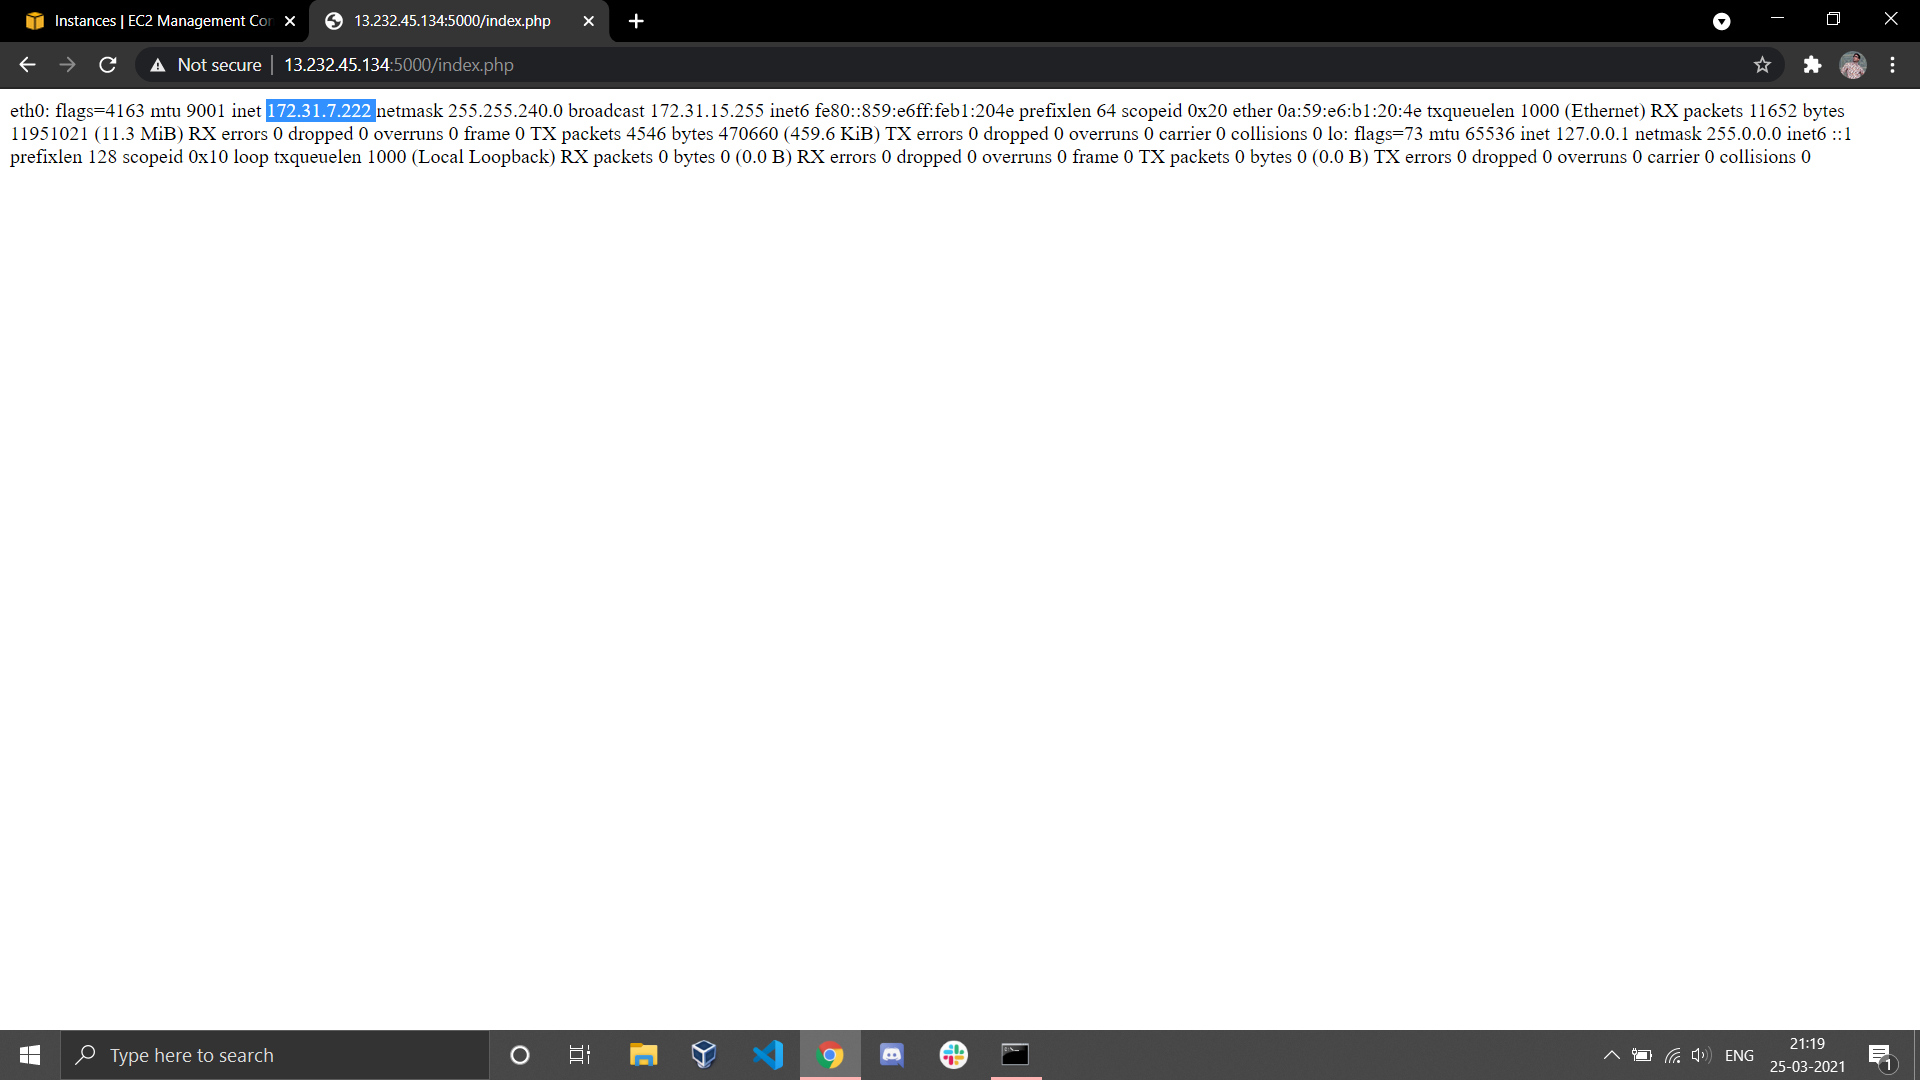 Instances | EC2 Management Con
13.232.45.134:5000/index.php
Not secure | 13.232.45.134:5000/index.php
eth0: flags=4163 mtu 9001 inet 172.31.7.222 netmask 255.255.240.0 broadcast 172.31.15.255 inet6 fe80::859:e6ff:feb1:204e prefixlen 64 scopeid 0x20 ether 0a:59:e6:b1:20:4e txqueuelen 1000 (Ethernet) RX packets 11652 bytes
11951021 (11.3 MiB) RX errors 0 dropped 0 overruns 0 frame 0 TX packets 4546 bytes 470660 (459.6 KiB) TX errors 0 dropped 0 overruns 0 carrier 0 collisions 0 lo: flags=73 mtu 65536 inet 127.0.0.1 netmask 255.0.0.0 inet6 ::1
prefixlen 128 scopeid 0x10 loop txqueuelen 1000 (Local Loopback) RX packets 0 bytes 0 (0.0 B) RX errors 0 dropped 0 overruns 0 frame 0 TX packets 0 bytes 0 (0.0 B) TX errors 0 dropped 0 overruns 0 carrier 0 collisions 0
Type here to search
ENG
21:19
25-03-2021
1